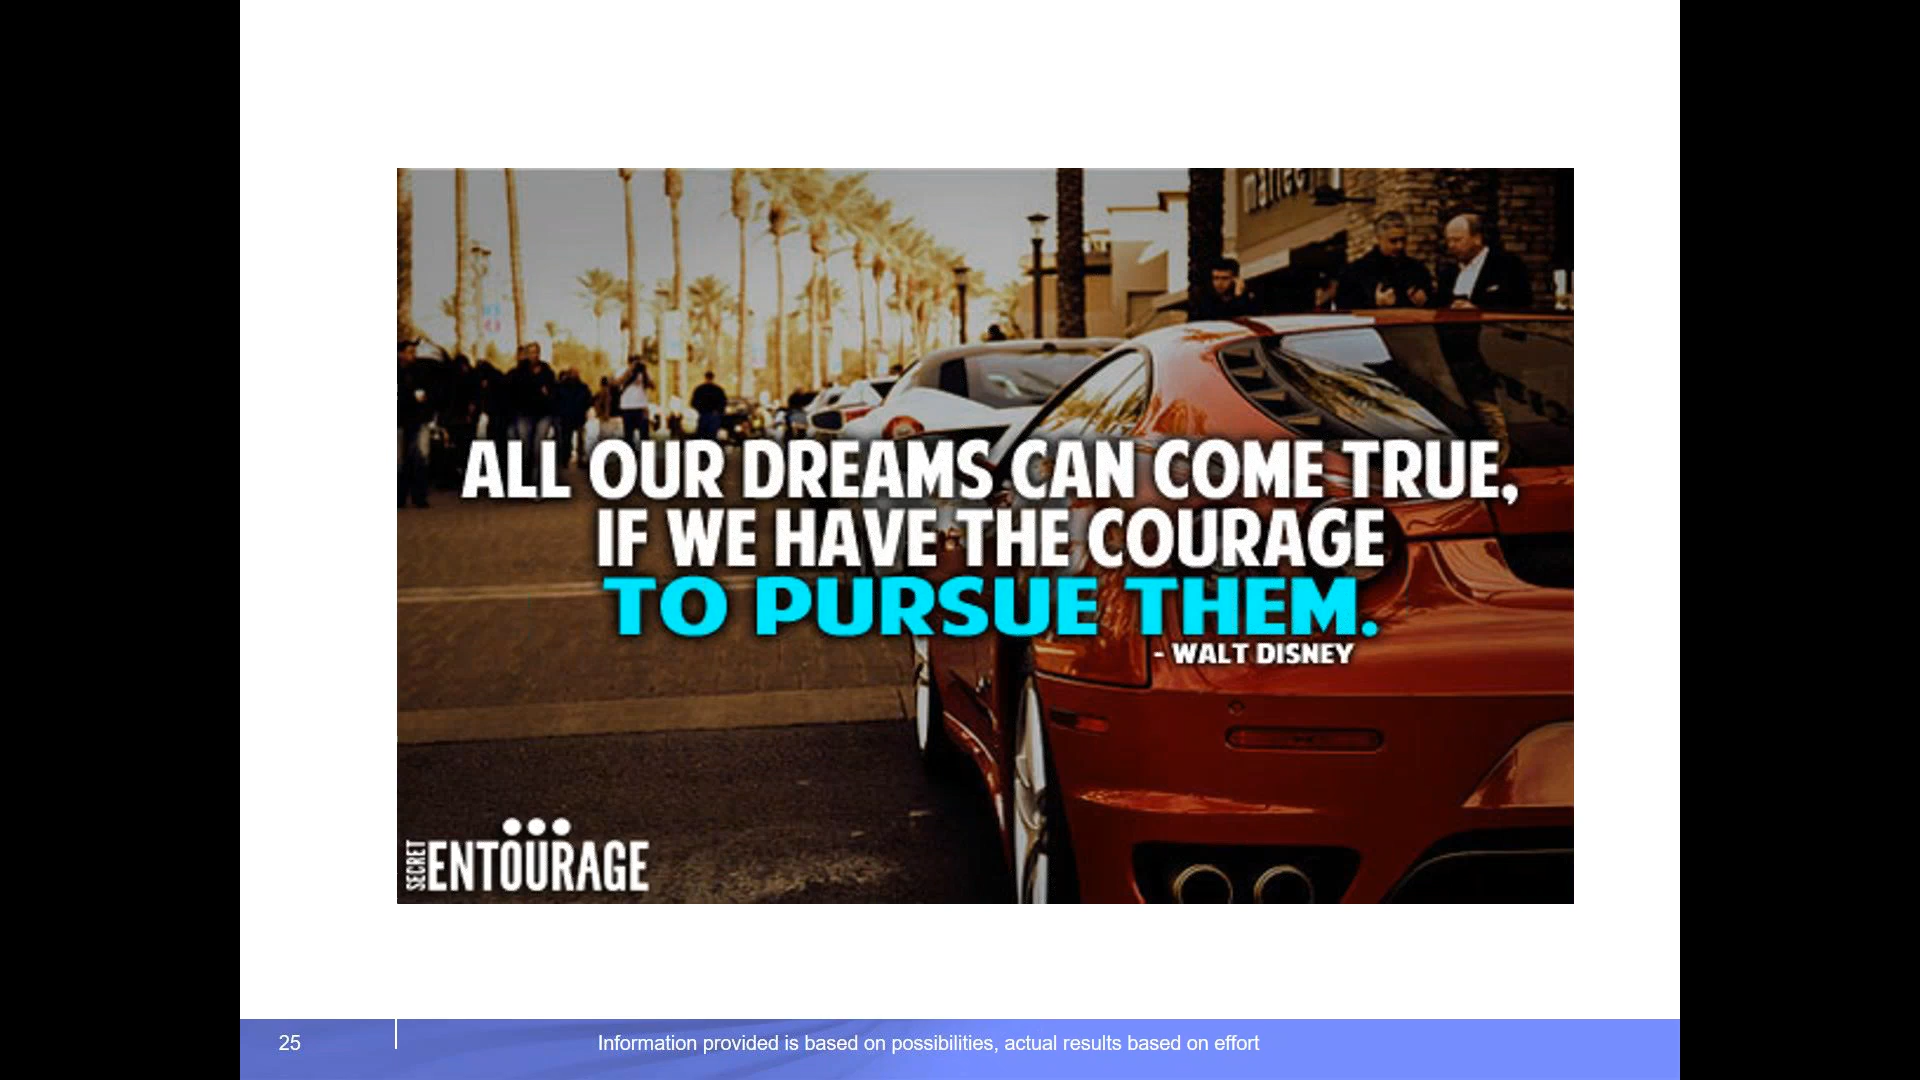 ALL OUR DREAMS CAN COME TRUE,
IF WE HAVE THE COURAGE
TO PURSUE THEM.
- WALT DISNEY
SECRET ENTOURAGE
25
Information provided is based on possibilities, actual results based on effort